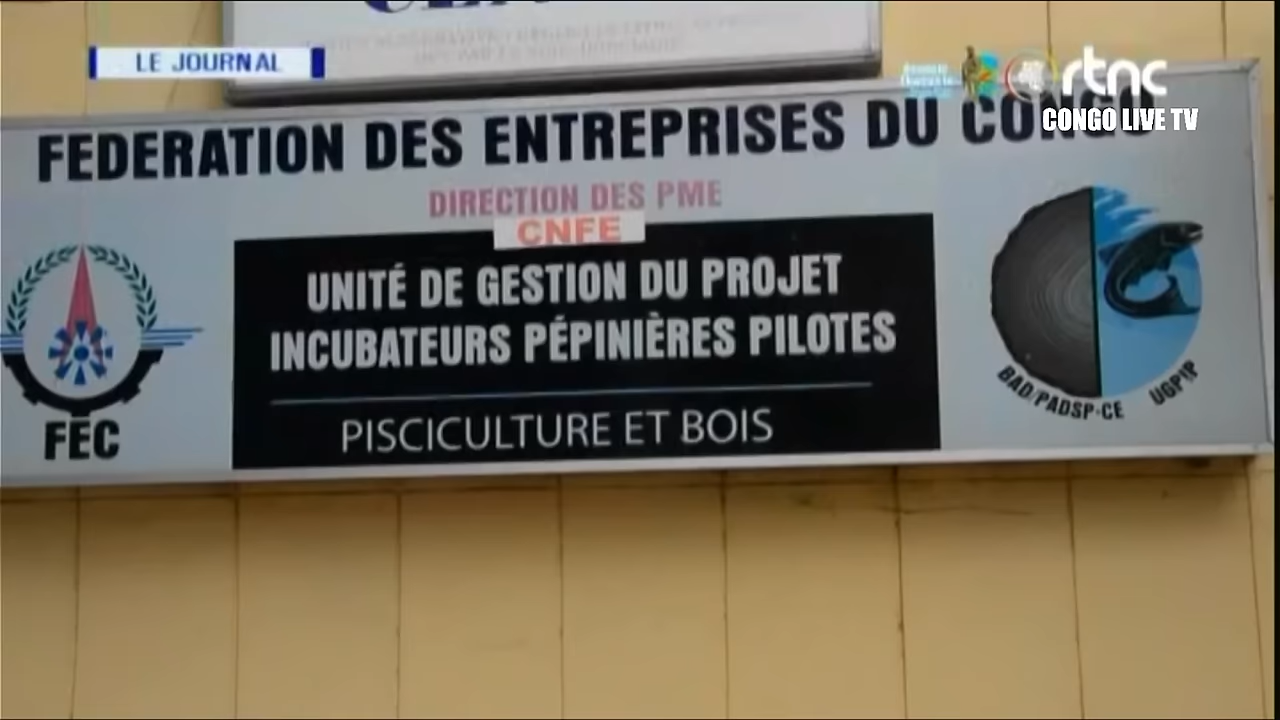 LE JOURNAL
rtnc
CONGO LIVE TV
FEDERATION DES ENTREPRISES DU CONGO
DIRECTION DES PME
CNFE
UNITÉ DE GESTION DU PROJET
INCUBATEURS PÉPINIÈRES PILOTES
PISCICULTURE ET BOIS
FEC
BAD/PADSP-CE UGPIP